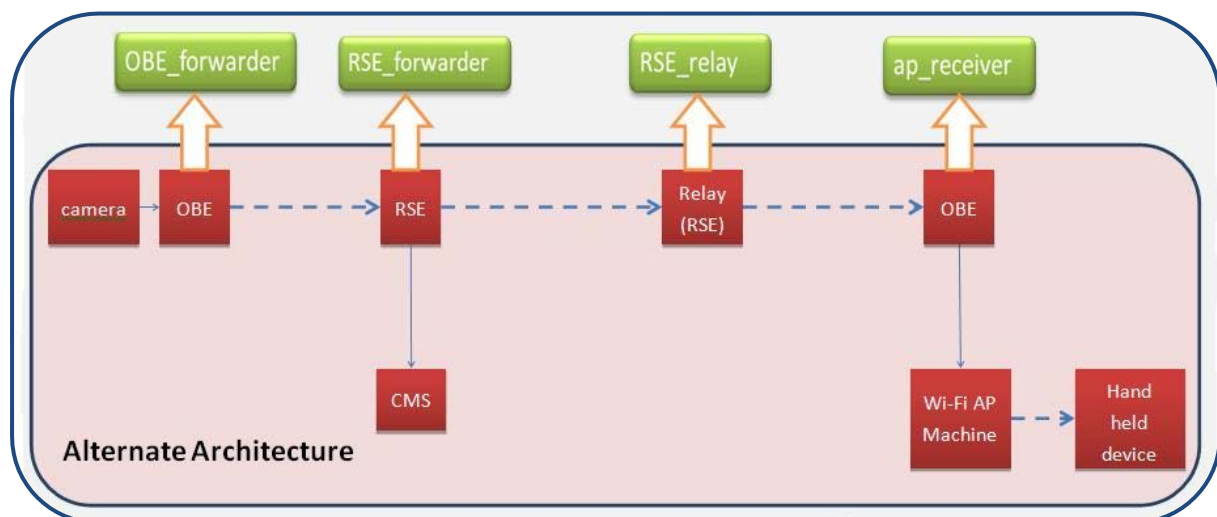 OBE_forwarder
RSE_forwarder
RSE_relay
ap_receiver
camera
OBE
RSE
Relay
(RSE)
OBE
CMS
Wi-Fi AP
Machine
Hand
held
device
Alternate Architecture